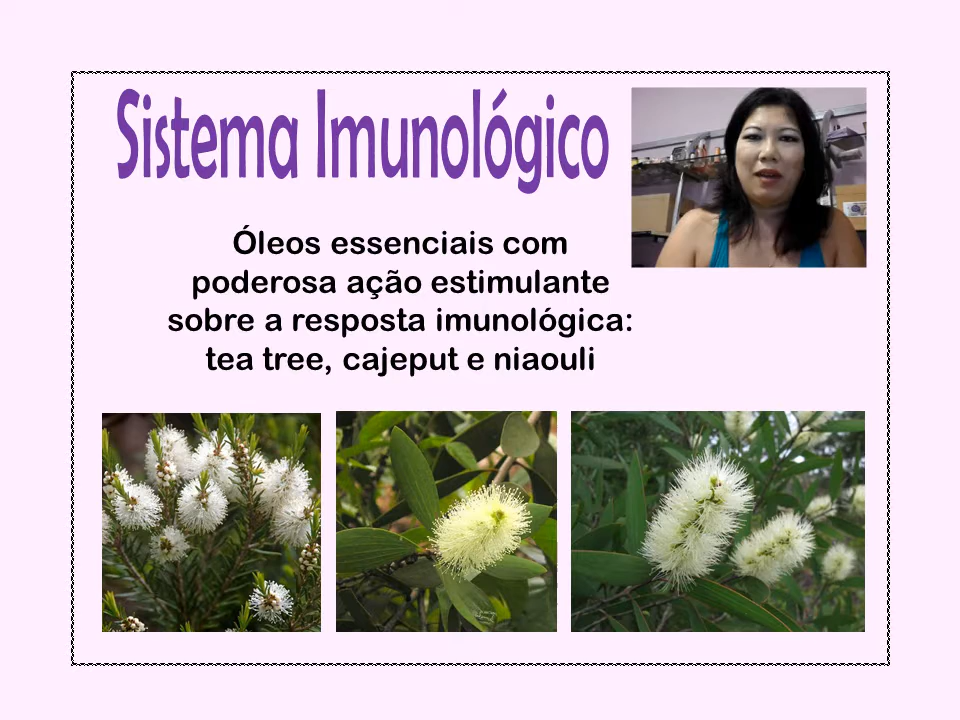 Sistema Imunológico
Óleos essenciais com
poderosa ação estimulante
sobre a resposta imunológica:
tea tree, cajeput e niaouli